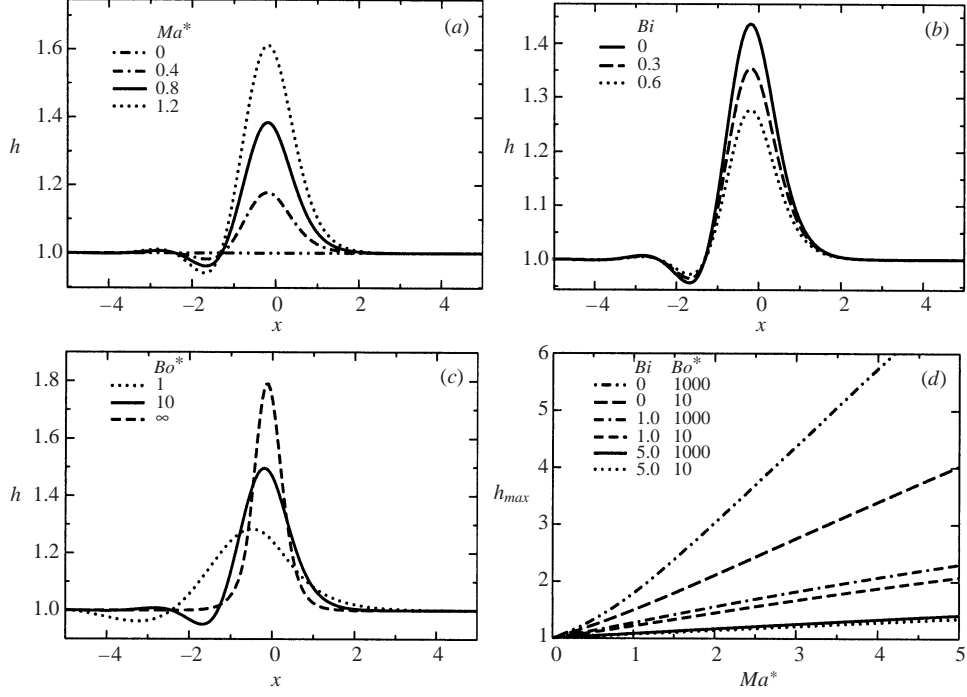 (a)
Ma*
0
0.4
0.8
1.2
1.6
1.4
1.2
1.0
h
–4 –2 0 2 4
x
(b)
Bi
0
0.3
0.6
1.4
1.3
1.2
1.1
1.0
h
–4 –2 0 2 4
x
(c)
Bo*
1
10
∞
1.8
1.6
1.4
1.2
1.0
h
–4 –2 0 2 4
x
(d)
Bi Bo*
0 1000
0 10
1.0 1000
1.0 10
5.0 1000
5.0 10
6
5
4
3
2
1
hmax
0 1 2 3 4 5
Ma*